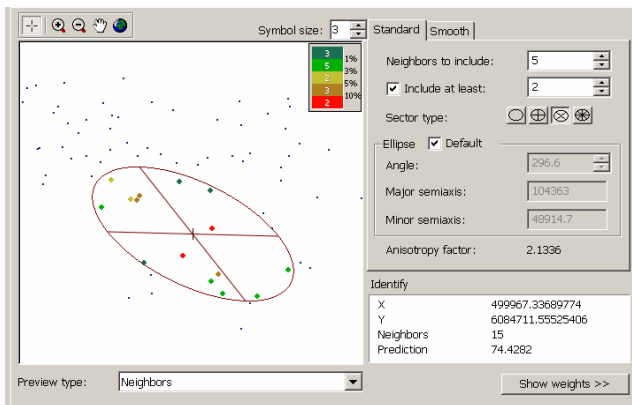 Symbol size: 3
3 1%
5 3%
2 5%
3 10%
2
Preview type: Neighbors
Standard Smooth
Neighbors to include: 5
Include at least: 2
Sector type:
Ellipse Default
Angle: 296.6
Major semiaxis: 104363
Minor semiaxis: 48914.7
Anisotropy factor: 2.1336
Identify
X 499967.33689774
Y 6084711.55525406
Neighbors 15
Prediction 74.4282
Show weights >>